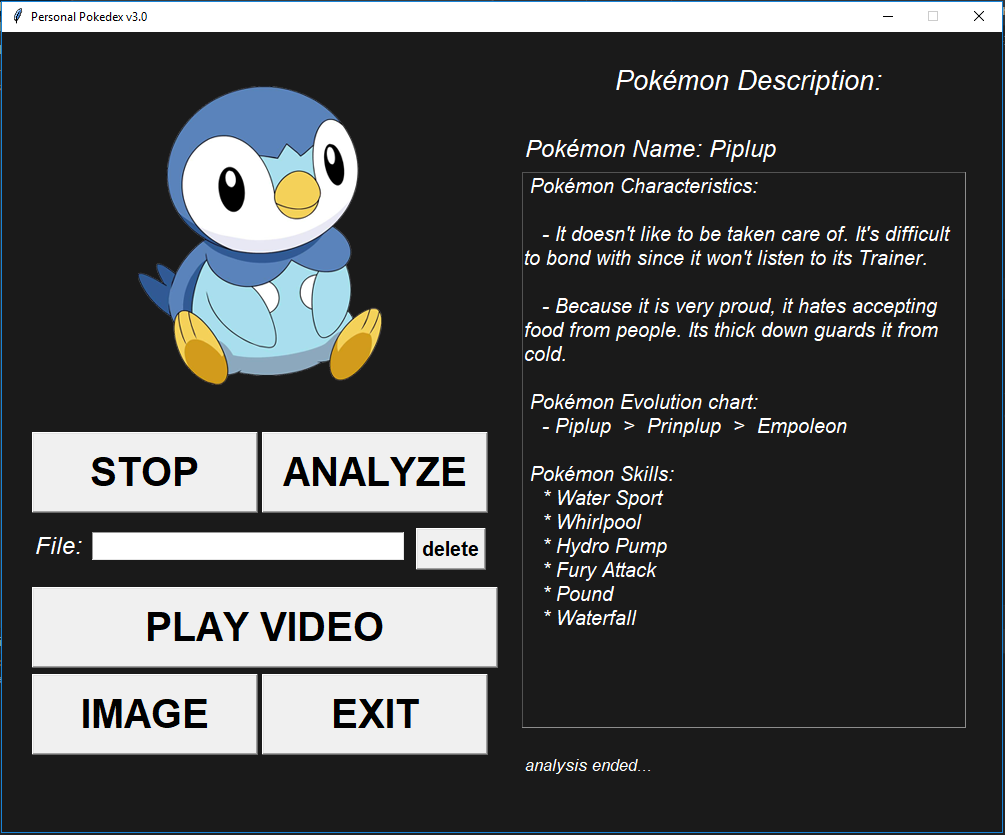 Personal Pokedex v3.0
Pokémon Description:
Pokémon Name: Piplup
Pokémon Characteristics:
- It doesn't like to be taken care of. It's difficult
to bond with since it won't listen to its Trainer.
- Because it is very proud, it hates accepting
food from people. Its thick down guards it from
cold.
Pokémon Evolution chart:
- Piplup > Prinplup > Empoleon
Pokémon Skills:
* Water Sport
* Whirlpool
* Hydro Pump
* Fury Attack
* Pound
* Waterfall
analysis ended...
STOP ANALYZE
File: delete
PLAY VIDEO
IMAGE EXIT